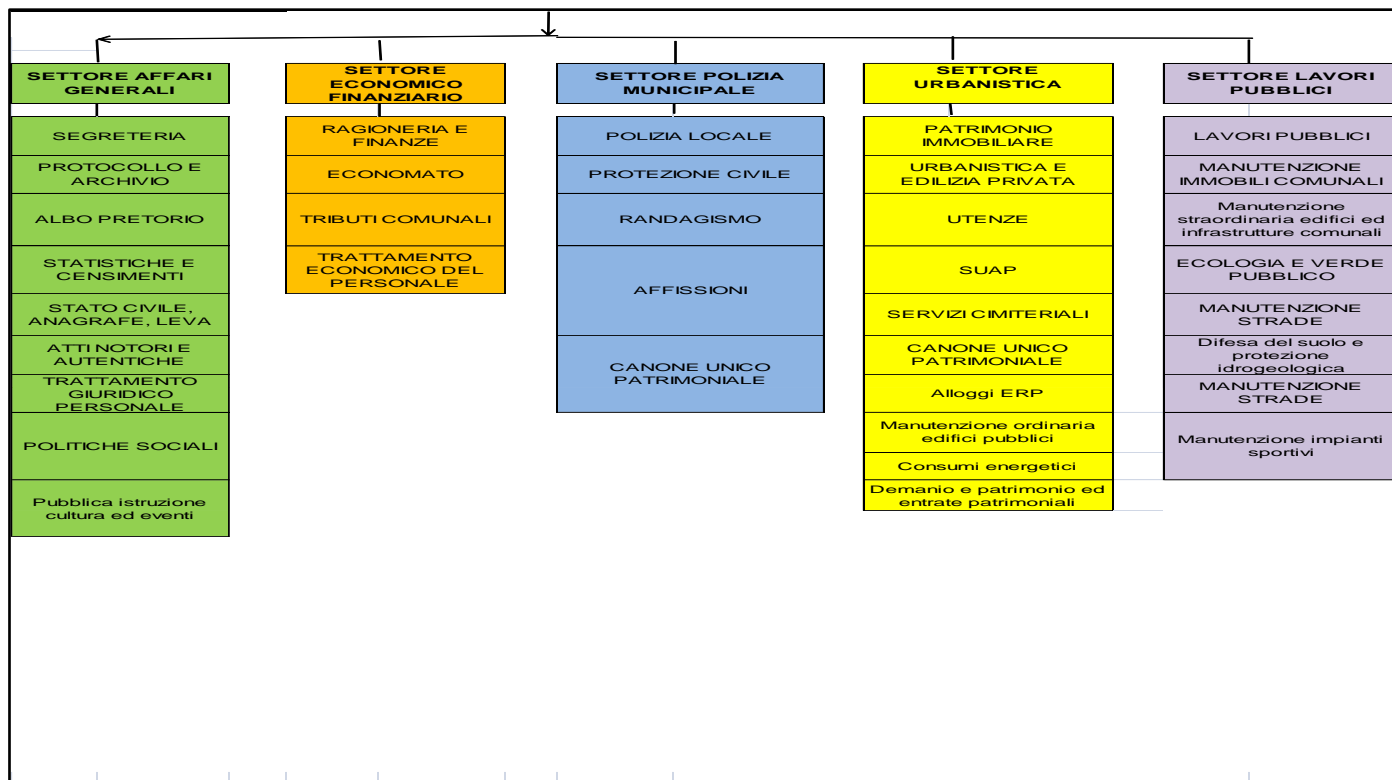 SETTORE AFFARI
GENERALI
SEGRETERIA
PROTOCOLLO E
ARCHIVIO
ALBO PRETORIO
STATISTICHE E
CENSIMENTI
STATO CIVILE,
ANAGRAFE, LEVA
ATTI NOTORI E
AUTENTICHE
TRATTAMENTO
GIURIDICO
PERSONALE
POLITICHE SOCIALI
Pubblica istruzione
cultura ed eventi
SETTORE
ECONOMICO
FINANZIARIO
RAGIONERIA E
FINANZE
ECONOMATO
TRIBUTI COMUNALI
TRATTAMENTO
ECONOMICO DEL
PERSONALE
SETTORE POLIZIA
MUNICIPALE
POLIZIA LOCALE
PROTEZIONE CIVILE
RANDAGISMO
AFFISSIONI
CANONE UNICO
PATRIMONIALE
SETTORE
URBANISTICA
PATRIMONIO
IMMOBILIARE
URBANISTICA E
EDILIZIA PRIVATA
UTENZE
SUAP
SERVIZI CIMITERIALI
CANONE UNICO
PATRIMONIALE
Alloggi ERP
Manutenzione ordinaria
edifici pubblici
Consumi energetici
Demanio e patrimonio ed
entrate patrimoniali
SETTORE LAVORI
PUBBLICI
LAVORI PUBBLICI
MANUTENZIONE
IMMOBILI COMUNALI
Manutenzione
straordinaria edifici ed
infrastrutture comunali
ECOLOGIA E VERDE
PUBBLICO
MANUTENZIONE
STRADE
Difesa del suolo e
protezione
idrogeologica
MANUTENZIONE
STRADE
Manutenzione impianti
sportivi